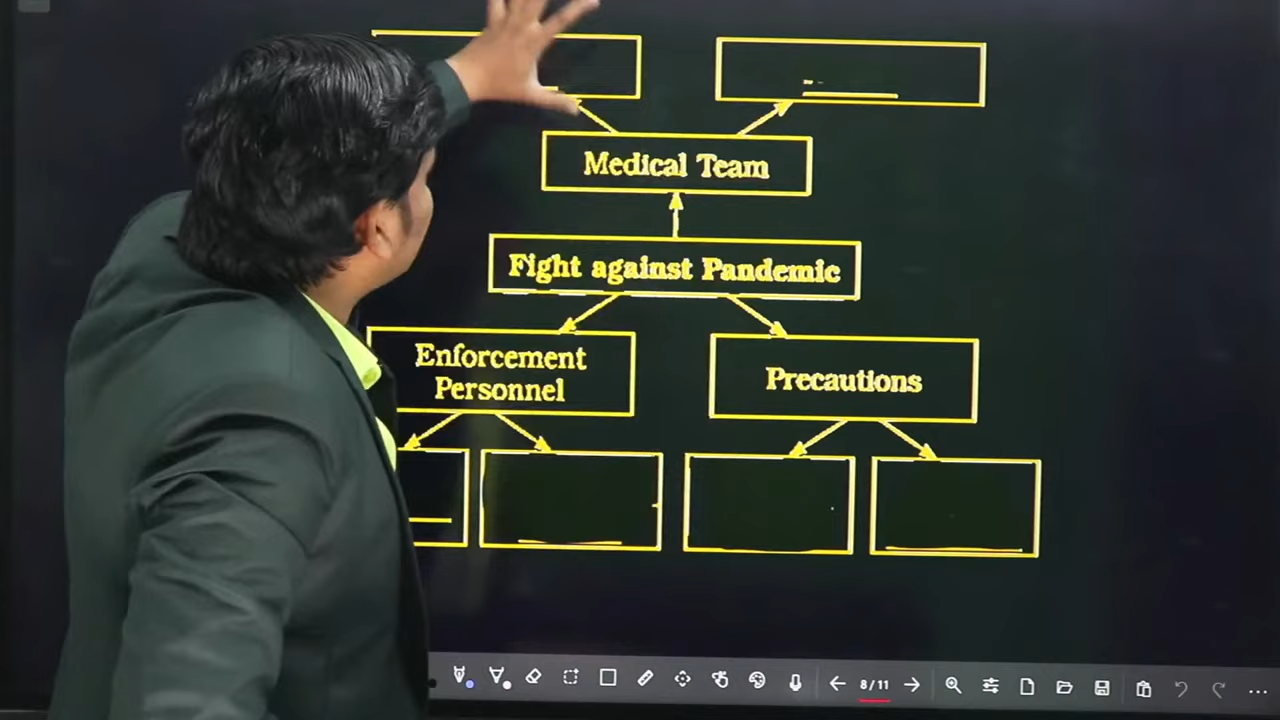 Medical Team
Fight against Pandemic
Enforcement
Personnel
Precautions
8/11